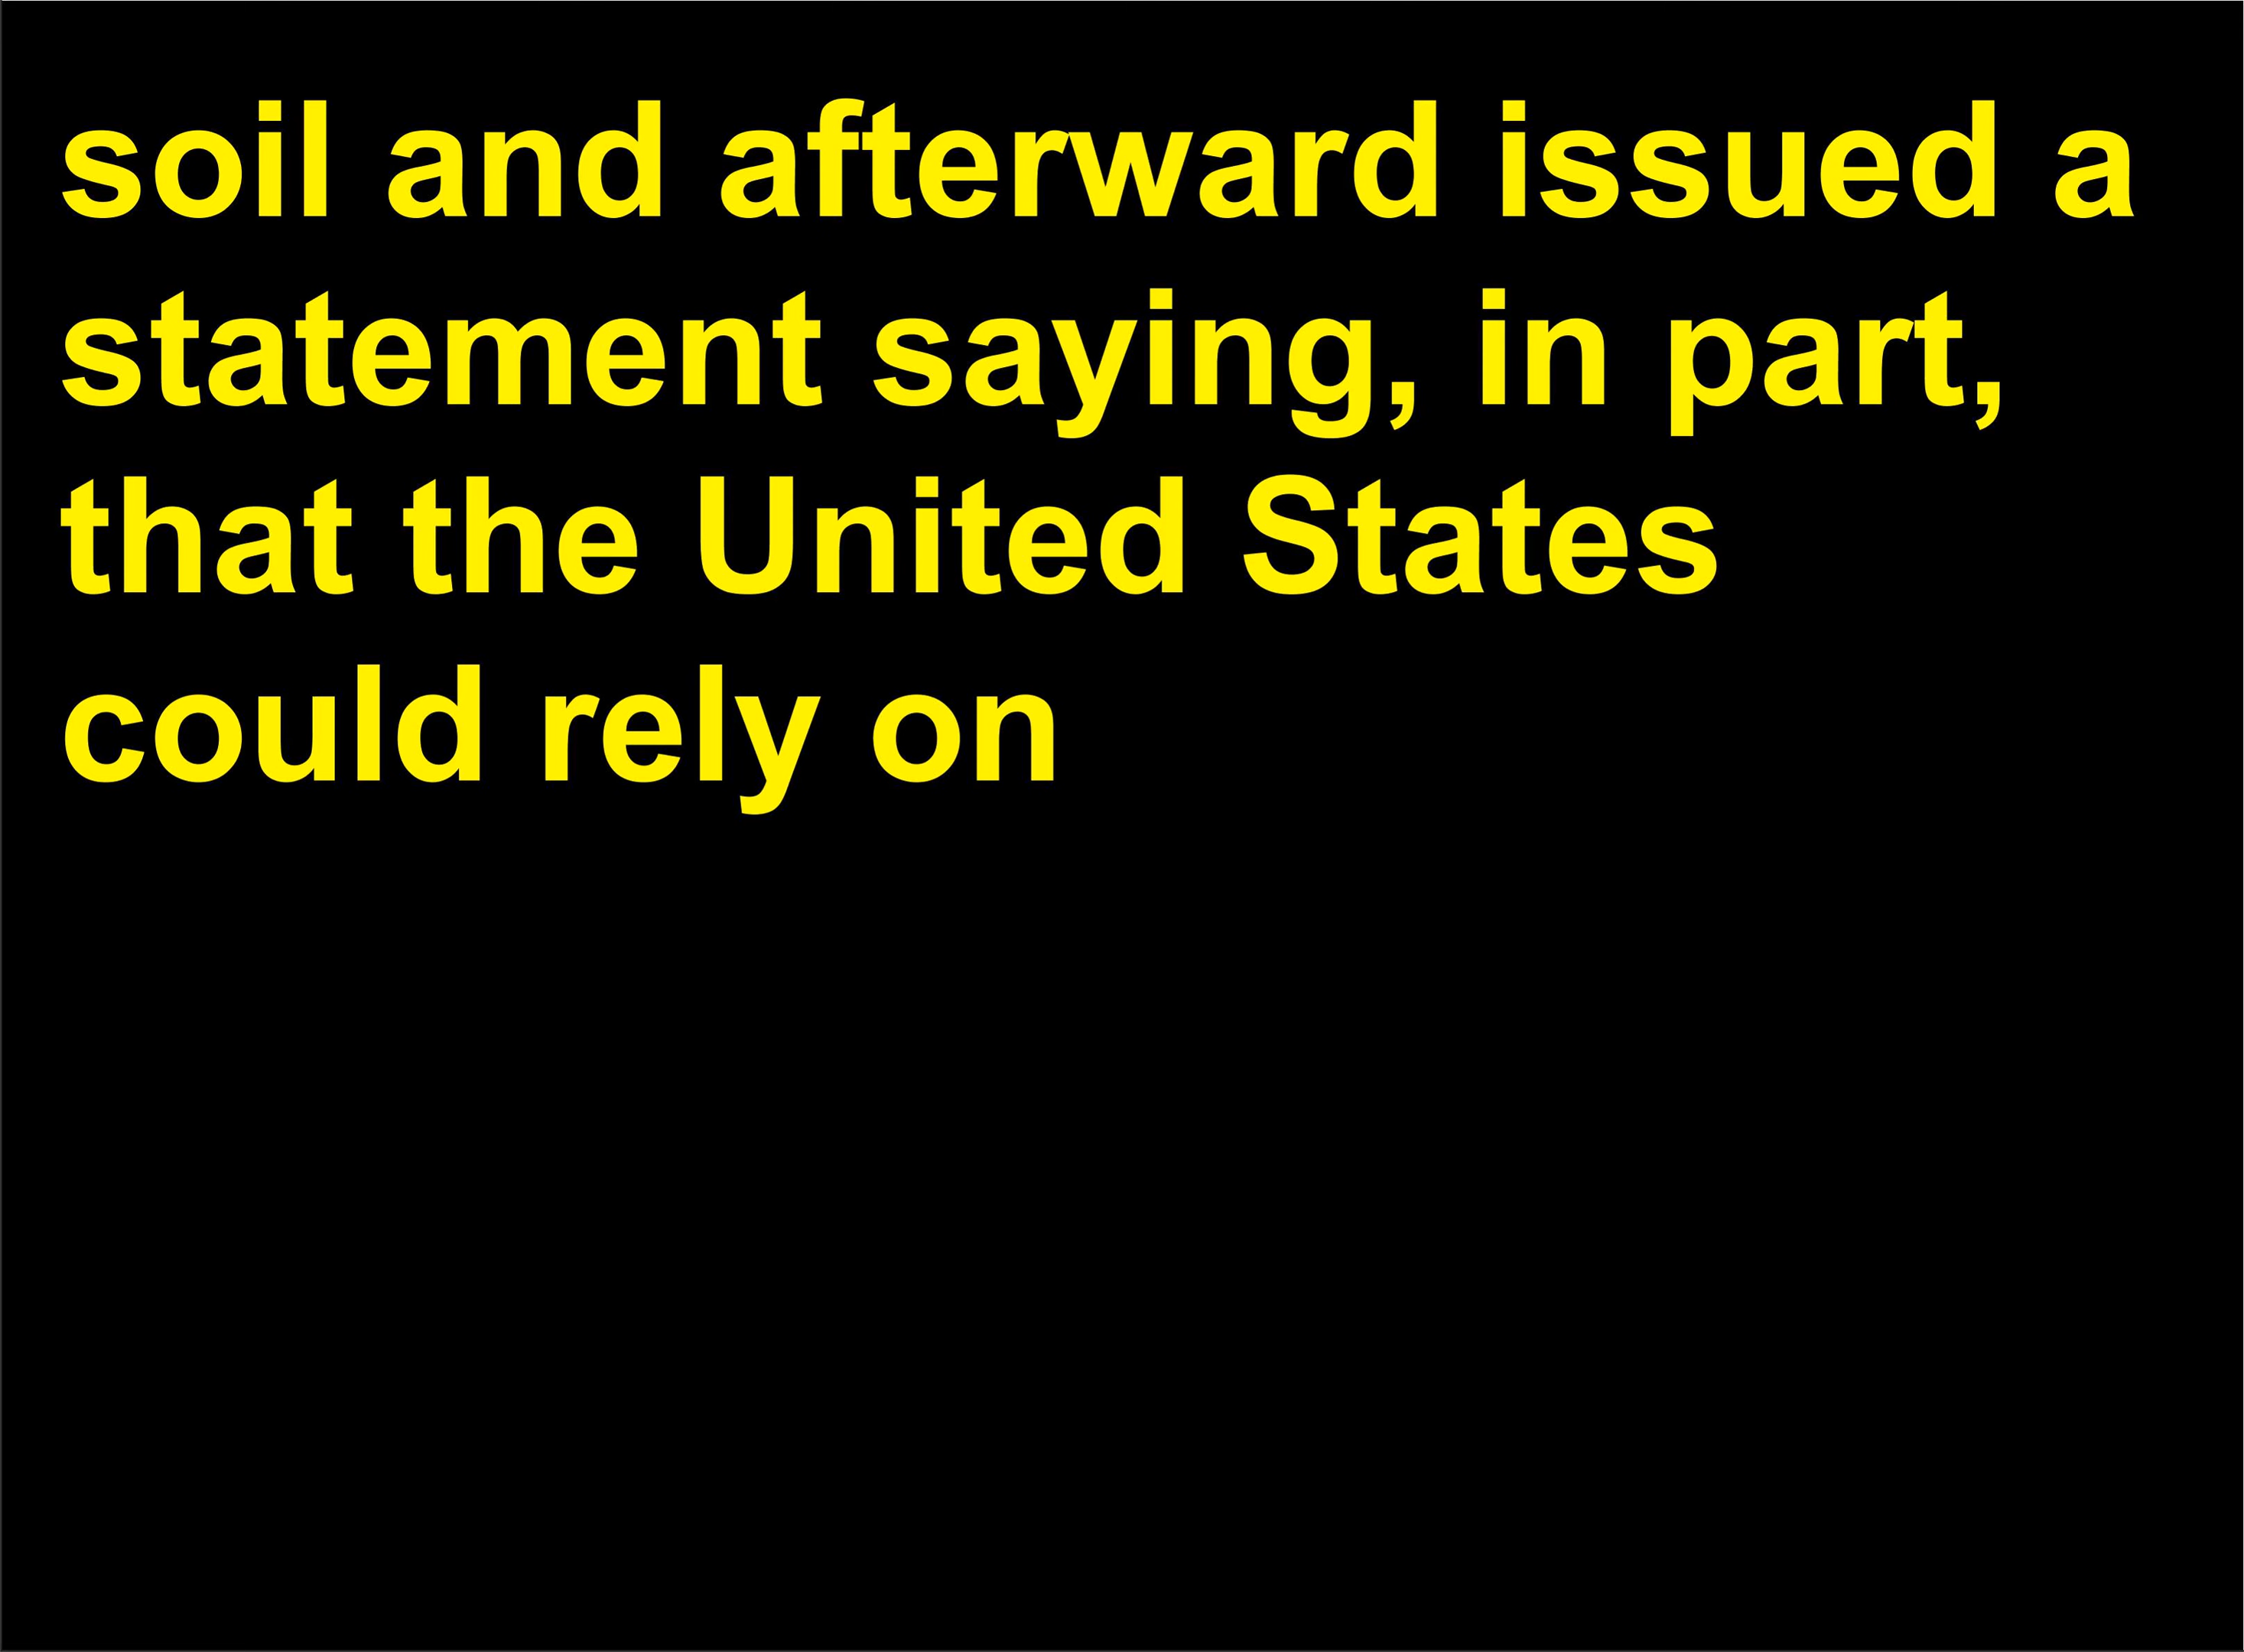 soil and afterward issued a
statement saying, in part,
that the United States
could rely on